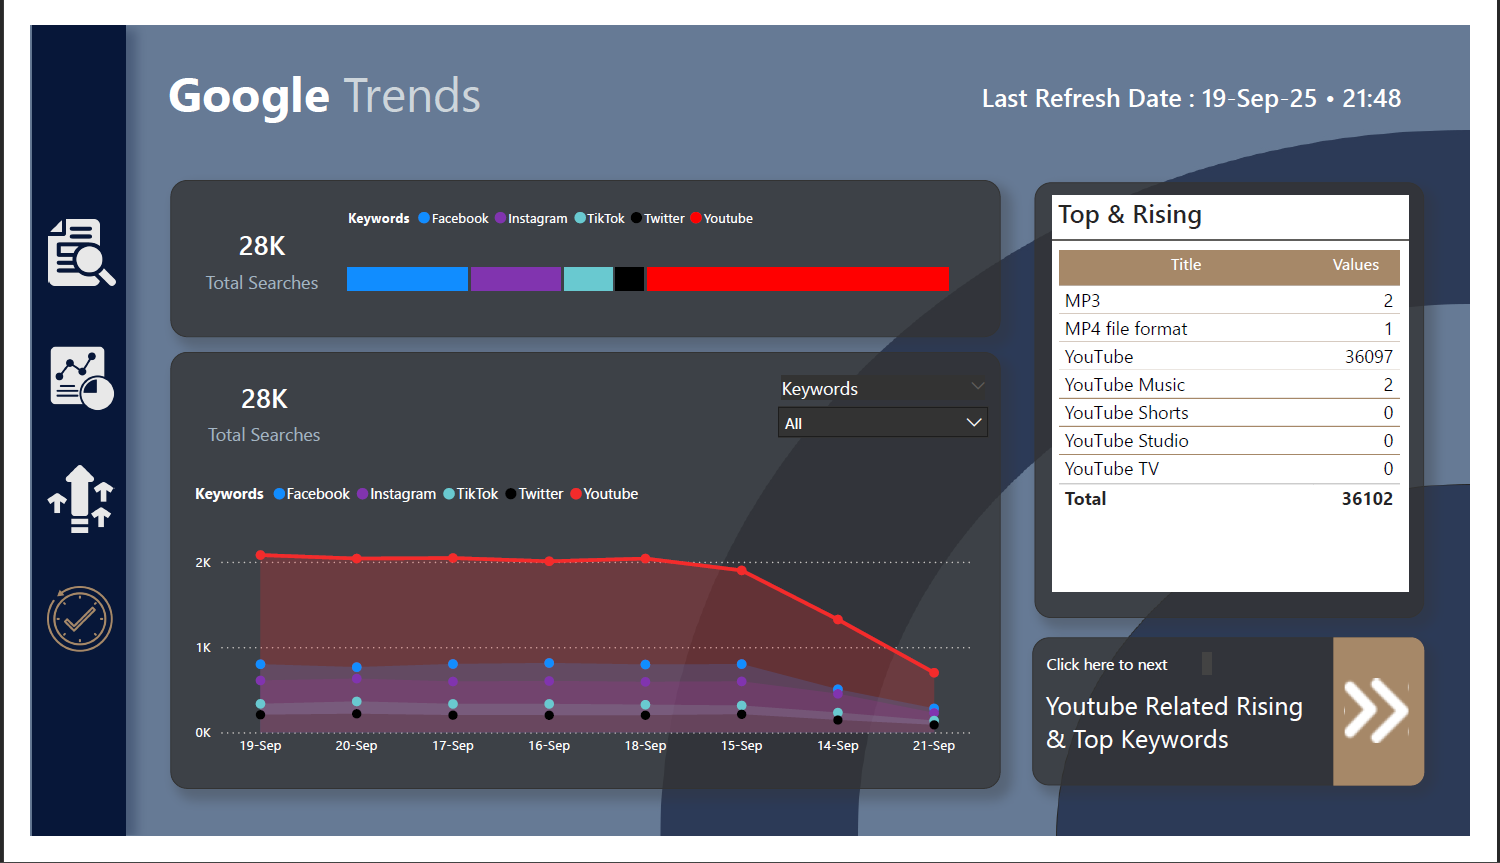 Google Trends
Last Refresh Date : 19-Sep-25 • 21:48
Keywords Facebook Instagram TikTok Twitter Youtube
28K
Total Searches
28K
Total Searches
Keywords
All
Keywords Facebook Instagram TikTok Twitter Youtube
2K
1K
0K
19-Sep 20-Sep 17-Sep 16-Sep 18-Sep 15-Sep 14-Sep 21-Sep
Top & Rising
Title Values
MP3 2
MP4 file format 1
YouTube 36097
YouTube Music 2
YouTube Shorts 0
YouTube Studio 0
YouTube TV 0
Total 36102
Click here to next
Youtube Related Rising
& Top Keywords